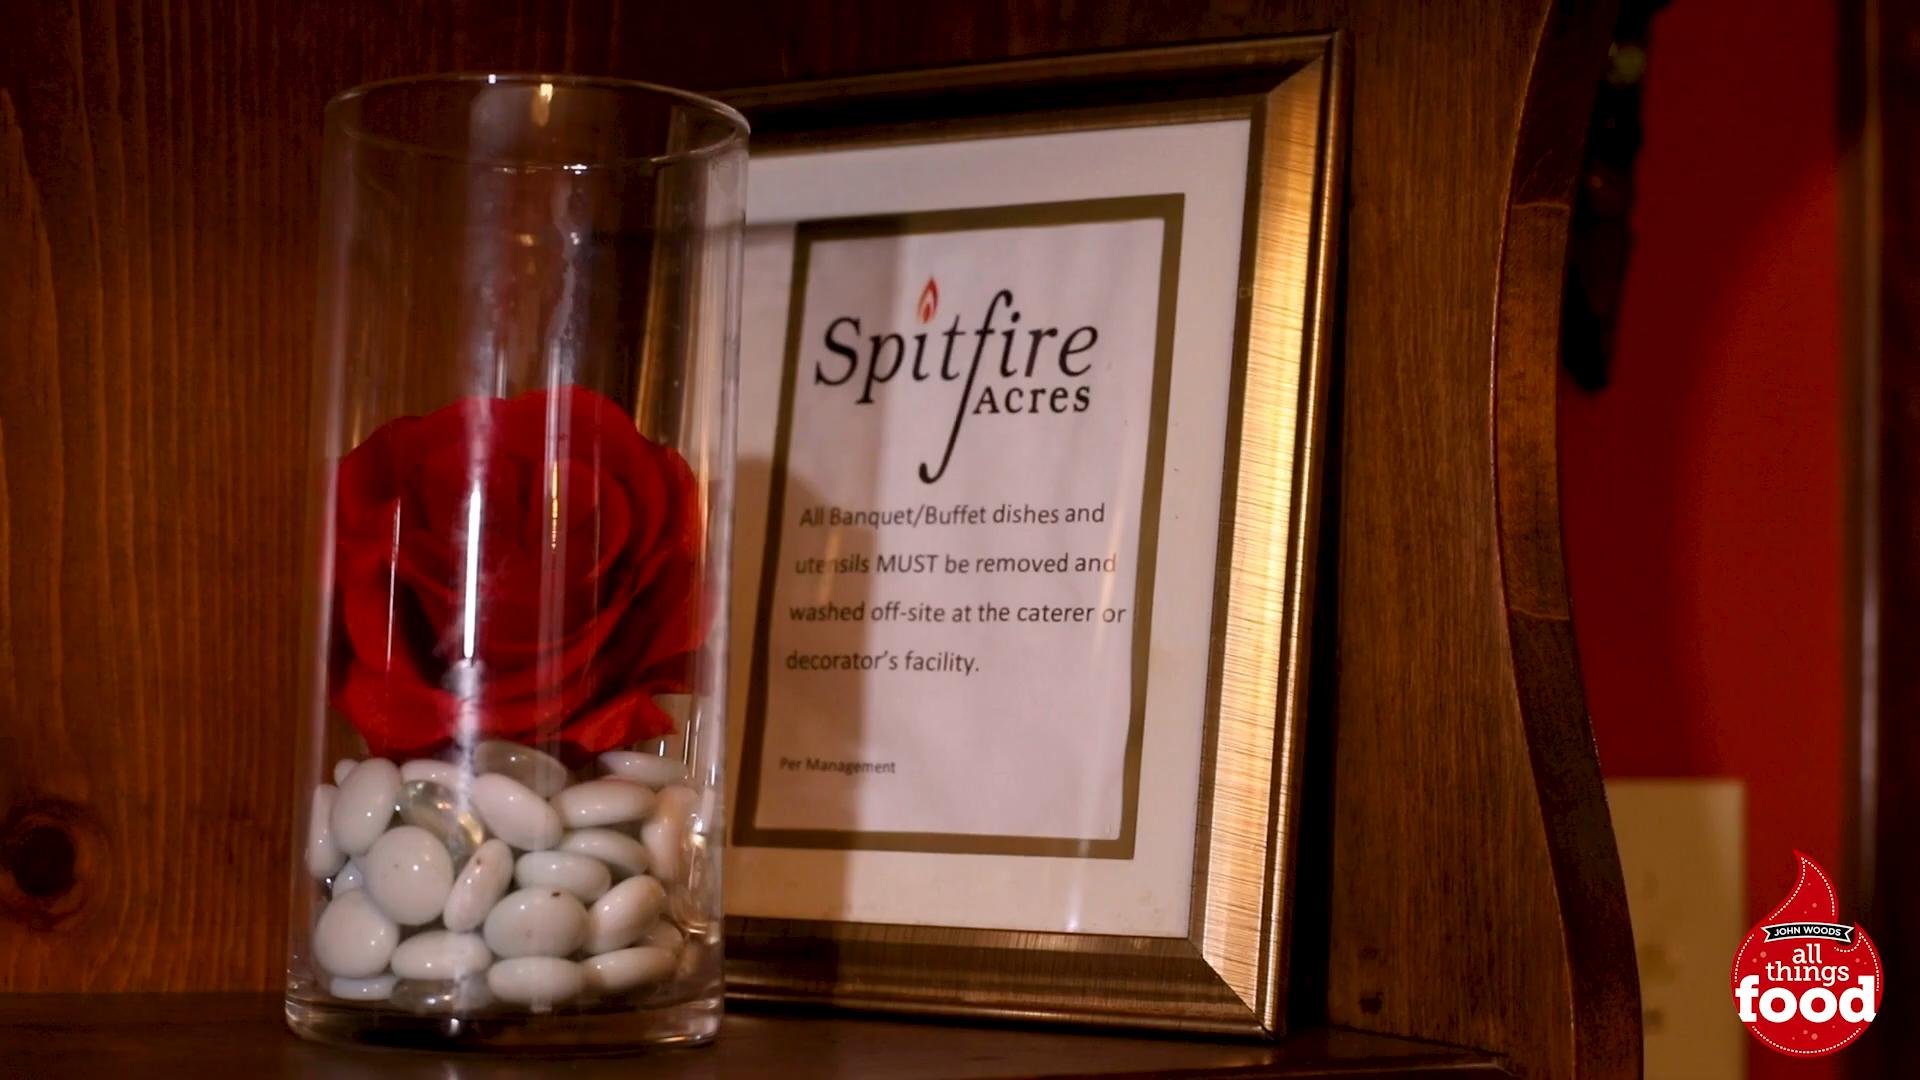 Spitfire
Acres
All Banquet/Buffet dishes and
utensils MUST be removed and
washed off-site at the caterer or
decorator's facility.
Per Management
JOHN WOODS
all
things
food